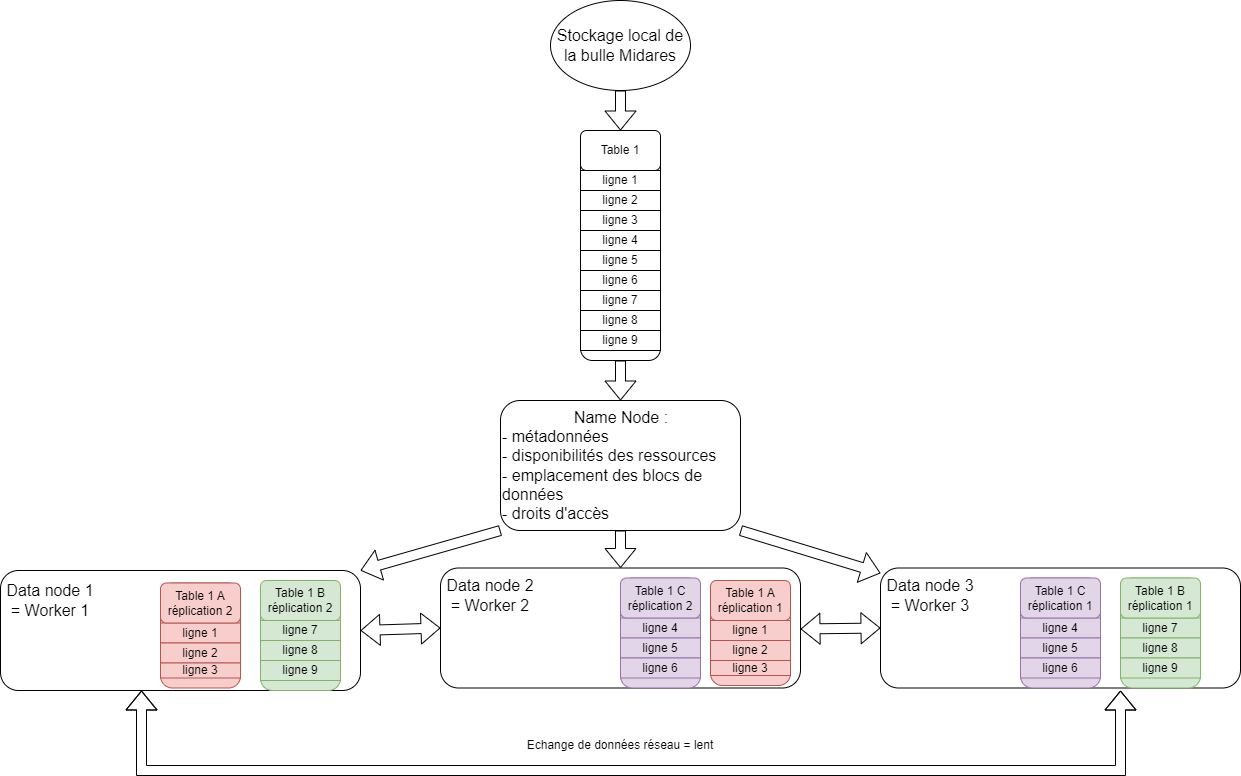 Stockage local de
la bulle Midares
Table 1
ligne 1
ligne 2
ligne 3
ligne 4
ligne 5
ligne 6
ligne 7
ligne 8
ligne 9
Name Node :
- métadonnées
- disponibilités des ressources
- emplacement des blocs de
données
- droits d'accès
Data node 1
= Worker 1
Table 1 A
réplication 2
ligne 1
ligne 2
ligne 3
Table 1 B
réplication 2
ligne 7
ligne 8
ligne 9
Data node 2
= Worker 2
Table 1 C
réplication 2
ligne 4
ligne 5
ligne 6
Table 1 A
réplication 1
ligne 1
ligne 2
ligne 3
Data node 3
= Worker 3
Table 1 C
réplication 1
ligne 4
ligne 5
ligne 6
Table 1 B
réplication 1
ligne 7
ligne 8
ligne 9
Echange de données réseau = lent